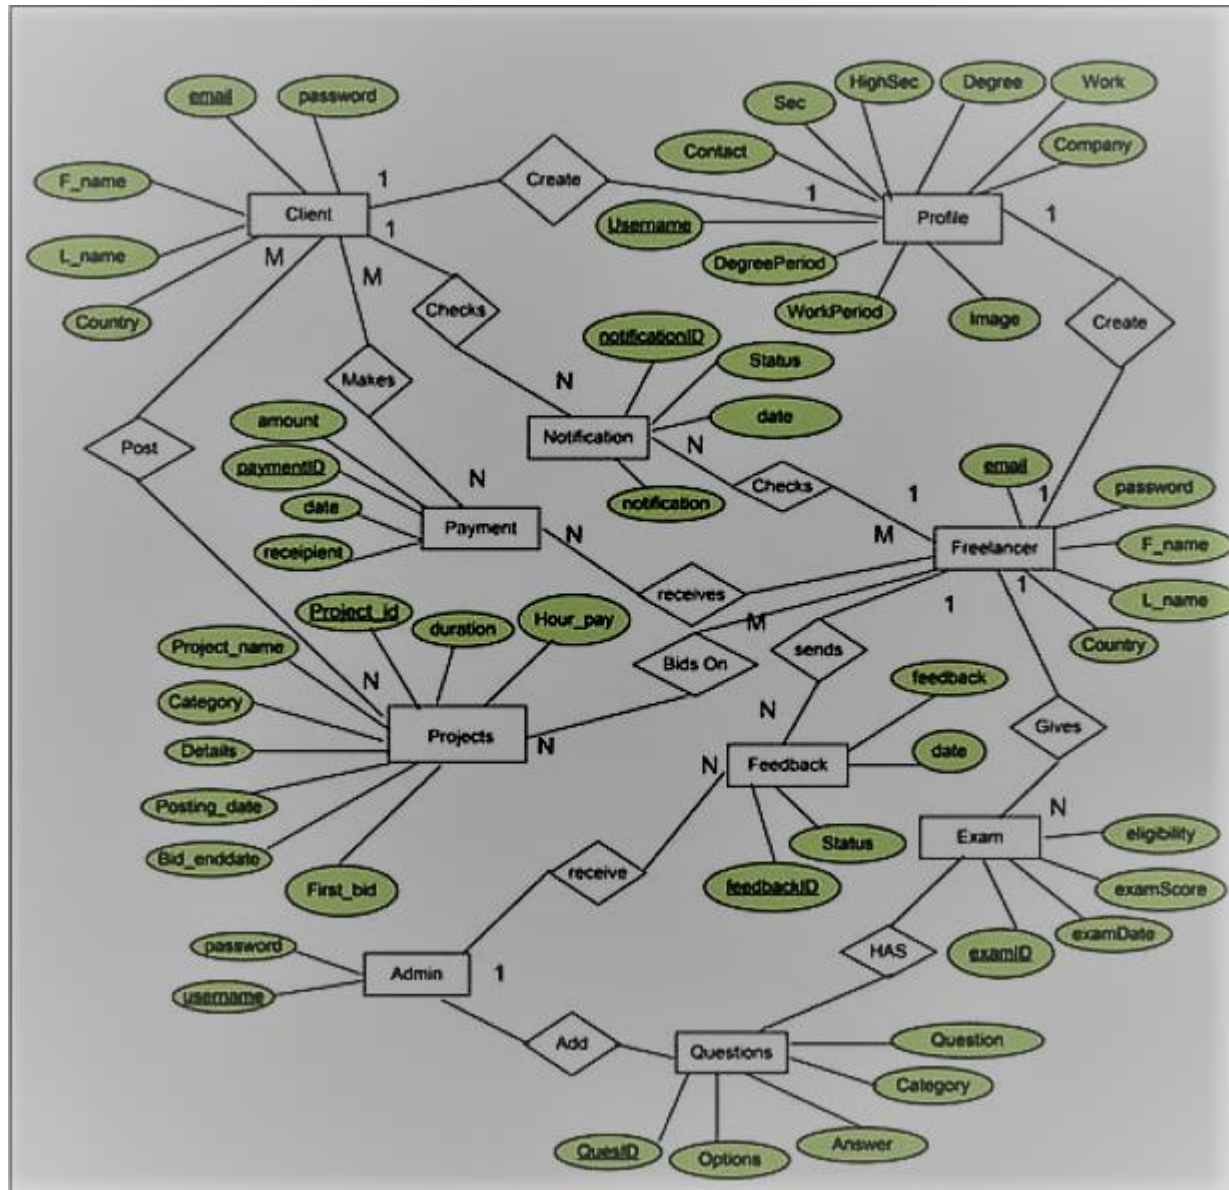 email
password
HighSec
Degree
Work
Sec
Company
Contact
F_name
Create
Client
1
1
1
Profile
1
Username
L_name
M
M
DegreePeriod
Country
Checks
WorkPeriod
Image
Create
notificationID
Status
Makes
N
date
amount
Notification
N
Post
paymentID
Checks
email
N
notification
1
1
password
date
Payment
N
M
Freelancer
F_name
receipient
receives
1
1
L_name
Project_id
duration
Hour_pay
M
sends
Country
Project_name
Bids On
feedback
N
Category
N
Gives
Projects
N
date
Details
N
Feedback
Posting_date
N
Exam
eligibility
Status
Bid_enddate
receive
First_bid
feedbackID
examScore
examDate
password
HAS
examID
Admin
1
username
Add
Questions
Question
Category
QuesID
Options
Answer